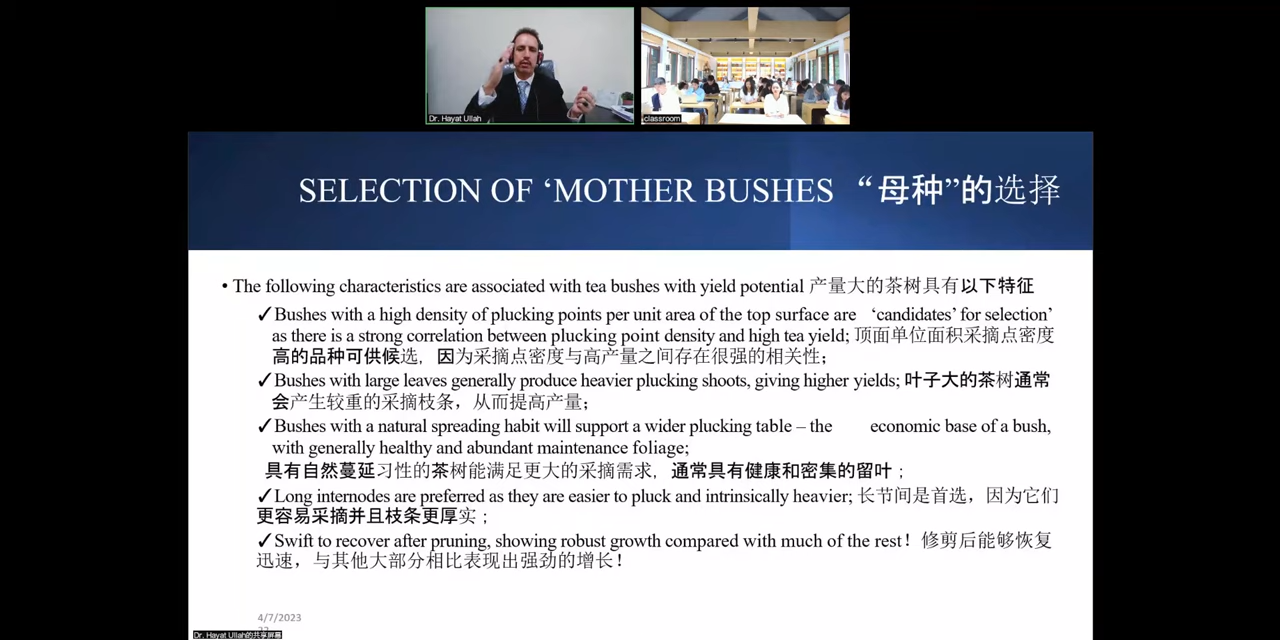 Dr. Hayat Ullah
classroom
SELECTION OF ‘MOTHER BUSHES “母种”的选择
• The following characteristics are associated with tea bushes with yield potential 产量大的茶树具有以下特征
✓Bushes with a high density of plucking points per unit area of the top surface are ‘candidates’ for selection’
as there is a strong correlation between plucking point density and high tea yield; 顶面单位面积采摘点密度
高的品种可供候选，因为采摘点密度与高产量之间存在很强的相关性；
✓Bushes with large leaves generally produce heavier plucking shoots, giving higher yields; 叶子大的茶树通常
会产生较重的采摘枝条，从而提高产量；
✓Bushes with a natural spreading habit will support a wider plucking table – the economic base of a bush,
with generally healthy and abundant maintenance foliage;
具有自然蔓延习性的茶树能满足更大的采摘需求，通常具有健康和密集的留叶；
✓Long internodes are preferred as they are easier to pluck and intrinsically heavier; 长节间是首选，因为它们
更容易采摘并且枝条更厚实；
✓Swift to recover after pruning, showing robust growth compared with much of the rest！修剪后能够恢复
迅速，与其他大部分相比表现出强劲的增长！
4/7/2023
Dr. Hayat Ullah的共享屏幕